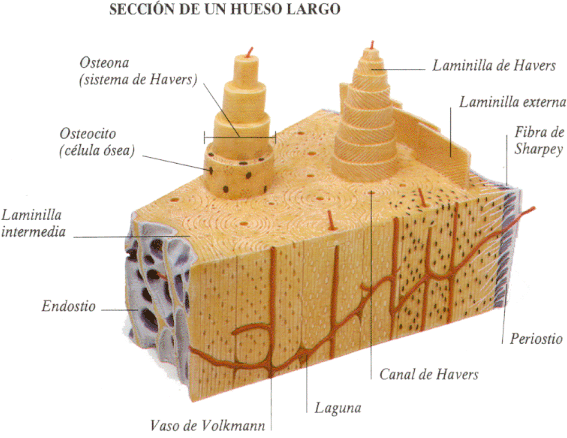 SECCIÓN DE UN HUESO LARGO
Osteona
(sistema de Havers)
Laminilla de Havers
Laminilla externa
Osteocito
(célula ósea)
Fibra de
Sharpey
Laminilla
intermedia
Endostio
Periostio
Canal de Havers
Laguna
Vaso de Volkmann